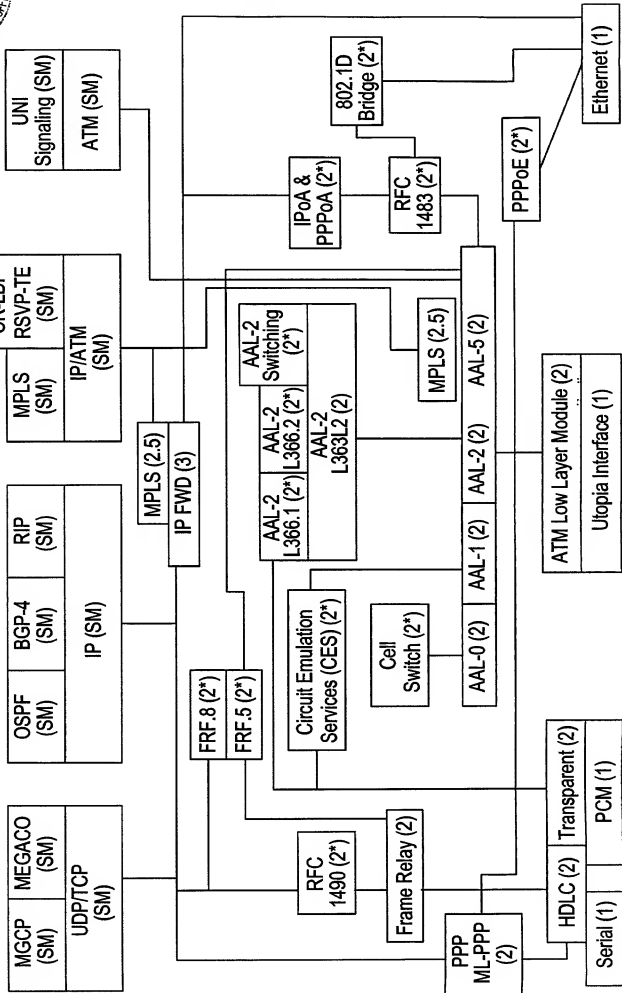 UNI
Signaling (SM)
ATM (SM)
RSVP-TE
(SM)
MPLS
(SM)
IP/ATM
(SM)
RIP
(SM)
BGP-4
(SM)
OSPF
(SM)
IP (SM)
MEGACO
(SM)
MGCP
(SM)
UDP/TCP
(SM)
MPLS (2.5)
IP FWD (3)
802.1D
Bridge (2*)
Ethernet (1)
IPoA &
PPPoA (2*)
RFC
1483 (2*)
PPPoE (2*)
AAL-2
Switching
(2*)
AAL-2
L366.2 (2*)
AAL-2
L366.1 (2*)
AAL-2
L363L2 (2)
MPLS (2.5)
FRF.8 (2*)
FRF.5 (2*)
Circuit Emulation
Services (CES) (2*)
Cell
Switch (2*)
AAL-0 (2)
AAL-1 (2)
AAL-2 (2)
AAL-5 (2)
ATM Low Layer Module (2)
Utopia Interface (1)
RFC
1490 (2*)
Frame Relay (2)
PPP
ML-PPP
(2)
HDLC (2)
Transparent (2)
Serial (1)
PCM (1)